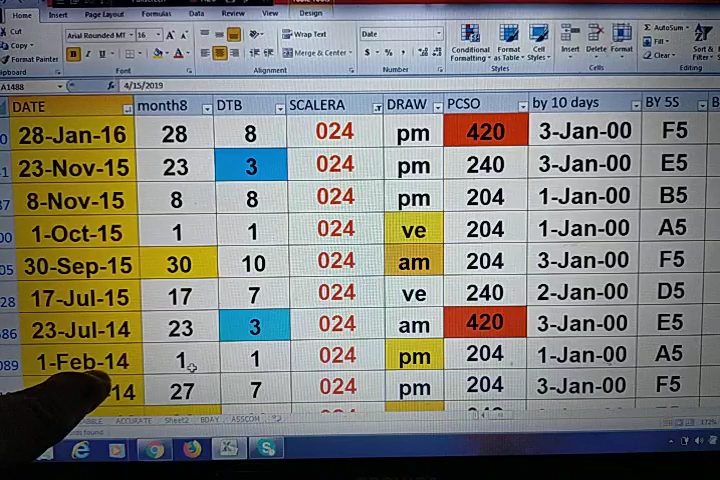 Home Insert Page Layout Formulas Data Review View Design
Cut
Copy
Format Painter
Arial Rounded MT 16
Wrap Text
Merge & Center
Date
$ % ,
Conditional Formatting
Format as Table
Cell Styles
Insert Delete Format
AutoSum
Fill
Clear
Sort &
Font Alignment Number Styles Cells
A1488 4/15/2019
DATE month8 DTB SCALERA DRAW PCSO by 10 days BY 5S
28-Jan-16 28 8 024 pm 420 3-Jan-00 F5
23-Nov-15 23 3 024 pm 240 3-Jan-00 E5
8-Nov-15 8 8 024 pm 204 1-Jan-00 B5
1-Oct-15 1 1 024 ve 204 1-Jan-00 A5
30-Sep-15 30 10 024 am 204 3-Jan-00 F5
17-Jul-15 17 7 024 ve 240 2-Jan-00 D5
23-Jul-14 23 3 024 am 420 3-Jan-00 E5
1-Feb-14 1 1 024 pm 204 1-Jan-00 A5
14 27 7 024 pm 204 3-Jan-00 F5
ACCURATE Sheet2 BDAY ASSCOM
172%